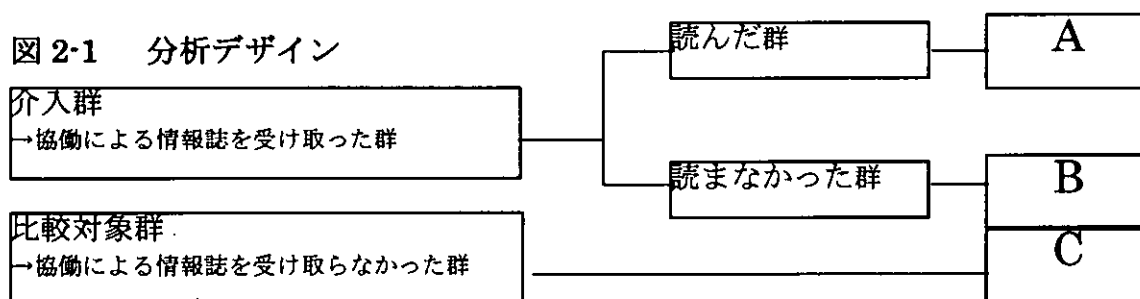 図 2-1 分析デザイン
読んだ群
A
介入群
→協働による情報誌を受け取った群
読まなかった群
B
比較対象群
→協働による情報誌を受け取らなかった群
C